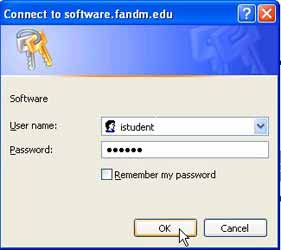 Connect to software.fandm.edu
Software
User name: istudent
Password: ●●●●●●
Remember my password
OK Cancel